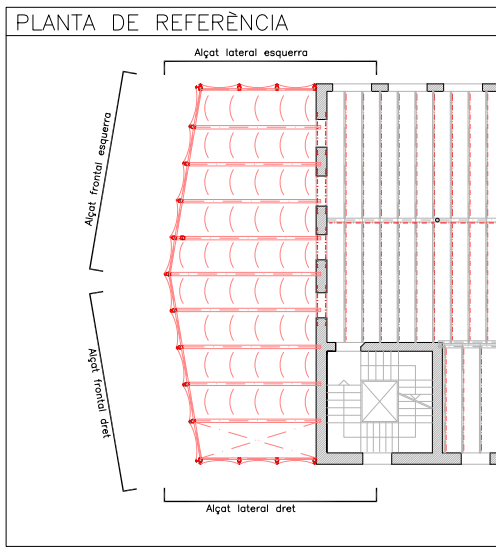 PLANTA DE REFERÈNCIA
Alçat lateral esquerra
Alçat frontal esquerra
Alçat frontal dret
Alçat lateral dret